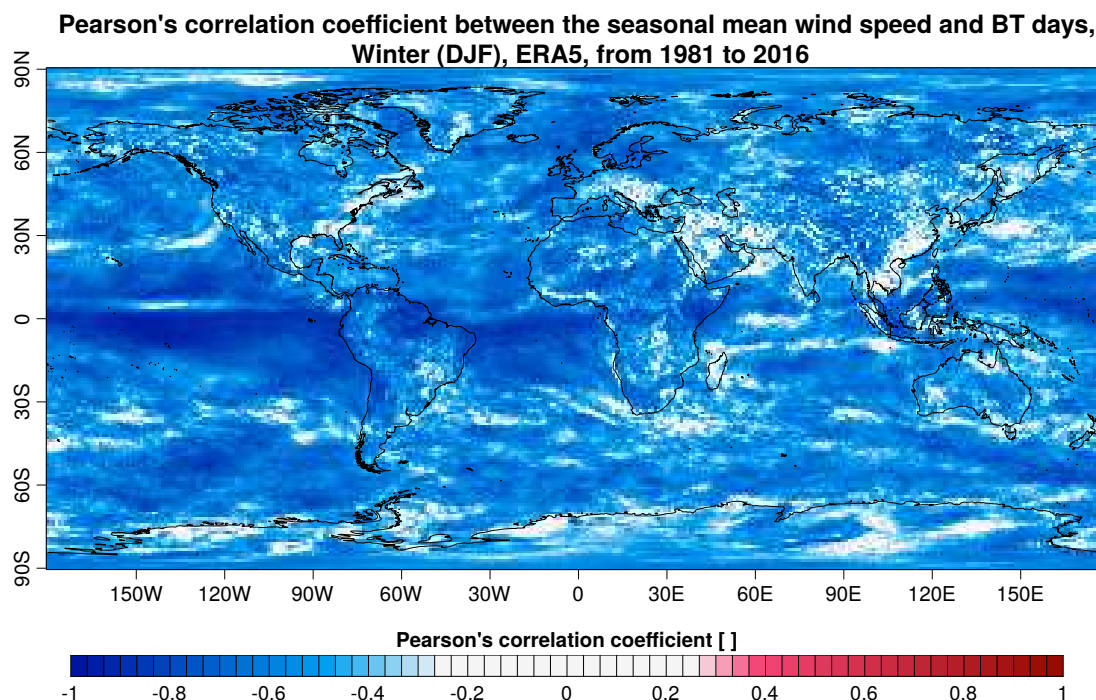 Pearson's correlation coefficient between the seasonal mean wind speed and BT days,
Winter (DJF), ERA5, from 1981 to 2016
90N
60N
30N
0
30S
60S
90S
150W 120W 90W 60W 30W 0 30E 60E 90E 120E 150E
Pearson's correlation coefficient [ ]
-1 -0.8 -0.6 -0.4 -0.2 0 0.2 0.4 0.6 0.8 1